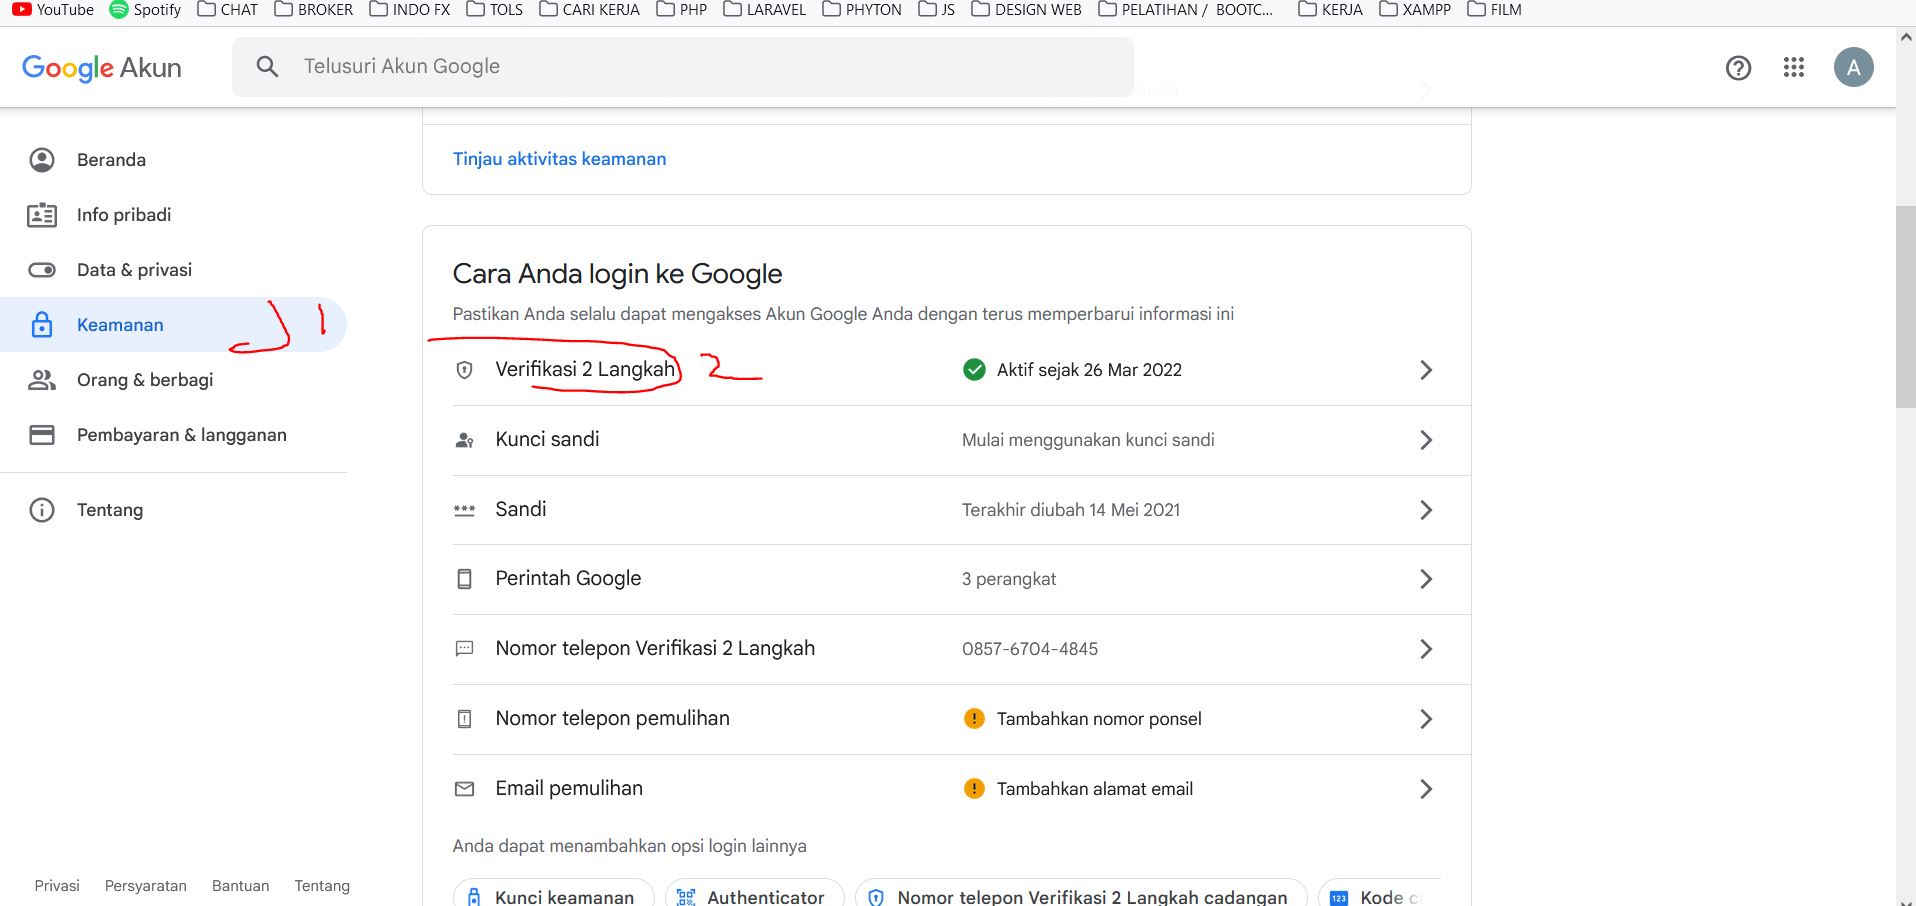 YouTube Spotify CHAT BROKER INDO FX TOLS CARI KERJA PHP LARAVEL PHYTON JS DESIGN WEB PELATIHAN / BOOTC... KERJA XAMPP FILM
Google Akun Telusuri Akun Google A
Tinjau aktivitas keamanan
Beranda
Info pribadi
Data & privasi
Keamanan 1
Orang & berbagi
Pembayaran & langganan
Tentang
Cara Anda login ke Google
Pastikan Anda selalu dapat mengakses Akun Google Anda dengan terus memperbarui informasi ini
Verifikasi 2 Langkah 2 Aktif sejak 26 Mar 2022
Kunci sandi Mulai menggunakan kunci sandi
Sandi Terakhir diubah 14 Mei 2021
Perintah Google 3 perangkat
Nomor telepon Verifikasi 2 Langkah 0857-6704-4845
Nomor telepon pemulihan Tambahkan nomor ponsel
Email pemulihan Tambahkan alamat email
Anda dapat menambahkan opsi login lainnya
Kunci keamanan Authenticator Nomor telepon Verifikasi 2 Langkah cadangan 123 Kode
Privasi Persyaratan Bantuan Tentang